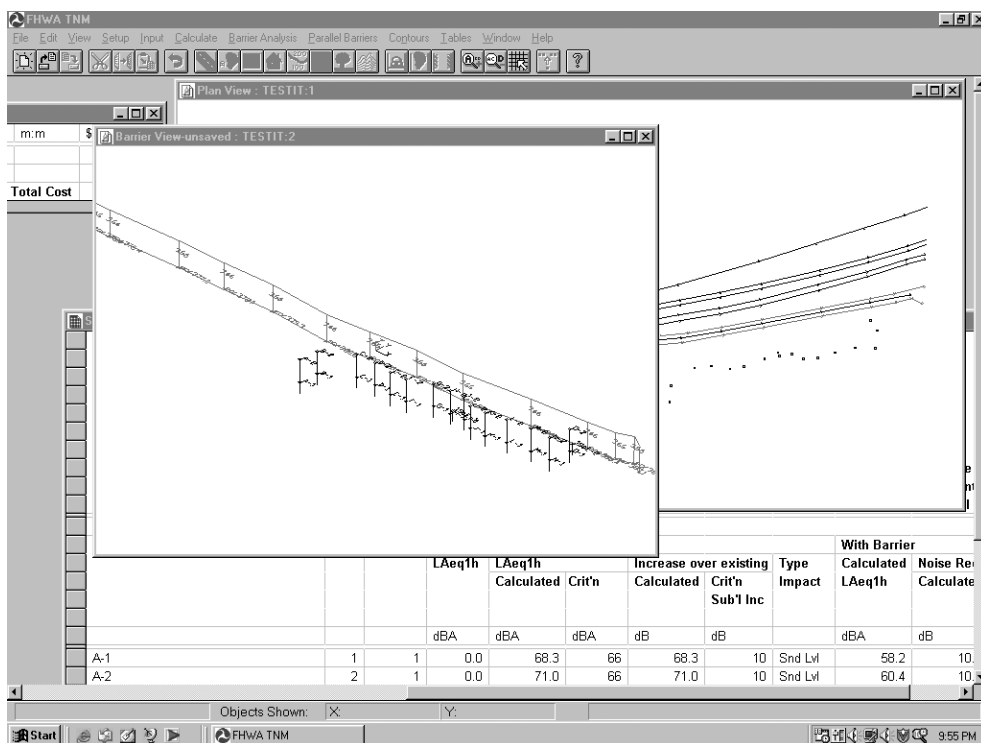 FHWA TNM
File Edit View Setup Input Calculate Barrier Analysis Parallel Barriers Contours Tables Window Help
Plan View : TESTIT:1
m:m $
Barrier View-unsaved : TESTIT:2
Total Cost
With Barrier
LAeq1h LAeq1h Increase over existing Type Calculated
Calculated Crit'n Calculated Crit'n Impact LAeq1h
Sub'l Inc
dBA dBA dBA dB dB dBA dB
A-1 1 1 0.0 68.3 66 68.3 10 Snd Lvl 58.2 10.
A-2 2 1 0.0 71.0 66 71.0 10 Snd Lvl 60.4 10.
Objects Shown: X: Y:
Start FHWA TNM 9:55 PM